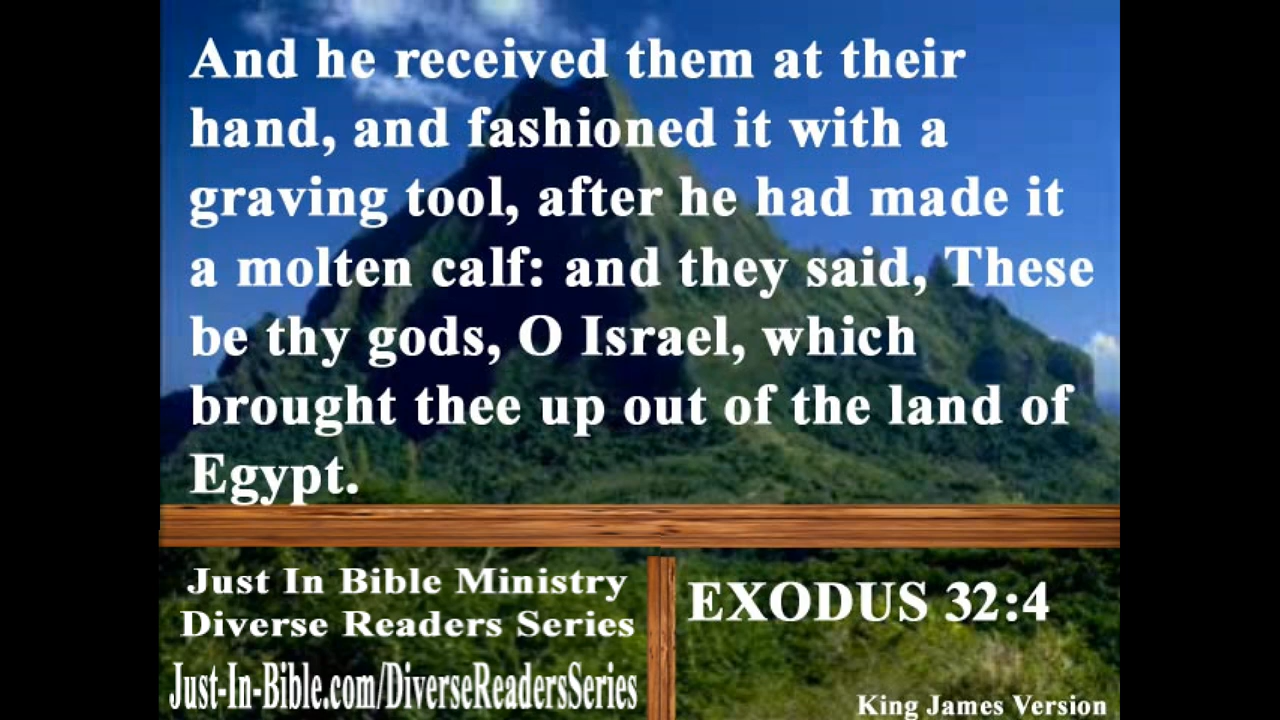 And he received them at their
hand, and fashioned it with a
graving tool, after he had made it
a molten calf: and they said, These
be thy gods, O Israel, which
brought thee up out of the land of
Egypt.
Just In Bible Ministry
Diverse Readers Series
Just-In-Bible.com/DiverseReadersSeries
EXODUS 32:4
King James Version